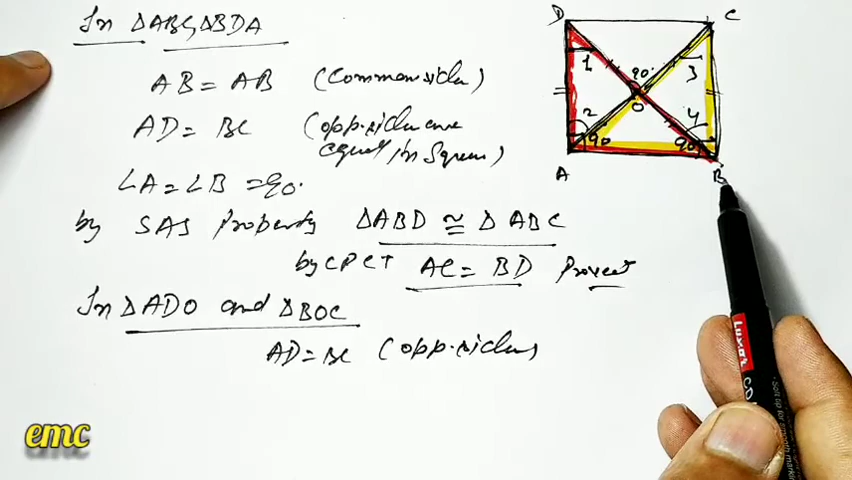 In ΔABC, ΔBDA
AB = AB (Common side)
AD = BC (opp. side are
equal in Square)
∠A = ∠B = 90°
by SAS Property ΔABD ≅ ΔABC
by CPCT AC = BD Proved
In ΔADO and ΔBOC
AD = BC (opp. sides
D C
1 90° 3
O
2 4
90 90
A B
Luxor
emc